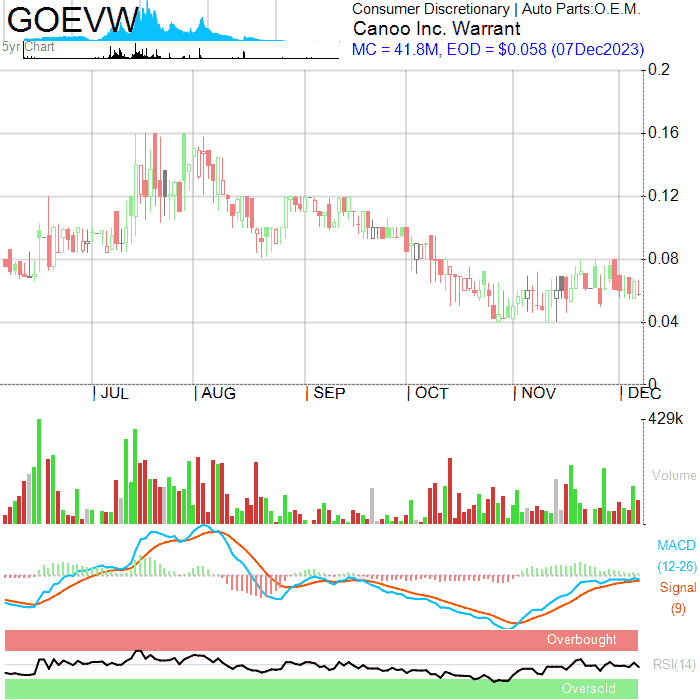 GOEVW
5yr Chart
Consumer Discretionary | Auto Parts:O.E.M.
Canoo Inc. Warrant
MC = 41.8M, EOD = $0.058 (07Dec2023)
0.2
0.16
0.12
0.08
0.04
0
JUL AUG SEP OCT NOV DEC
429k
Volume
MACD
(12-26)
Signal
(9)
Overbought
RSI(14)
Oversold